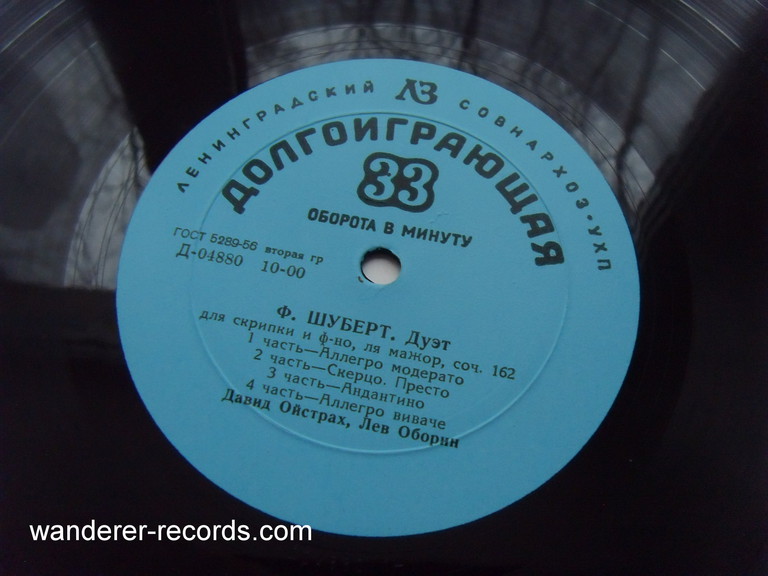 ЛЕНИНГРАДСКИЙ ЛЗ СОВНАРХОЗ·УХП
ДОЛГОИГРАЮЩАЯ
33
ОБОРОТА В МИНУТУ
ГОСТ 5289-56 вторая гр
Д-04880 10-00
Ф. ШУБЕРТ. Дуэт
для скрипки и ф-но, ля мажор, соч. 162
1 часть—Аллегро модерато
2 часть—Скерцо. Престо
3 часть—Андантино
4 часть—Аллегро виваче
Давид Ойстрах, Лев Оборин
wanderer-records.com